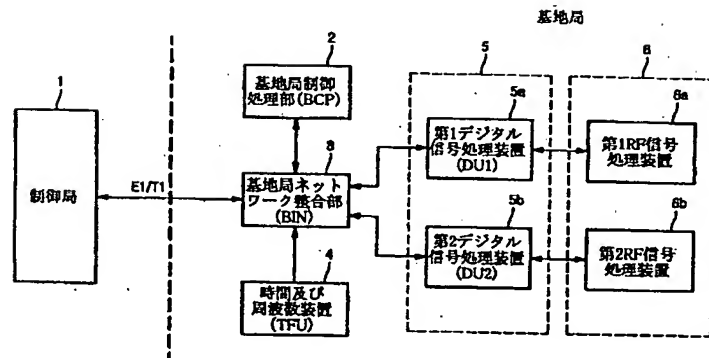 基地局
1
制御局
E1/T1
2
基地局制御
処理部(BCP)
3
基地局ネット
ワーク整合部
(BIN)
4
時間及び
周波数装置
(TFU)
5
5a
第1デジタル
信号処理装置
(DU1)
5b
第2デジタル
信号処理装置
(DU2)
6
6a
第1RF信号
処理装置
6b
第2RF信号
処理装置